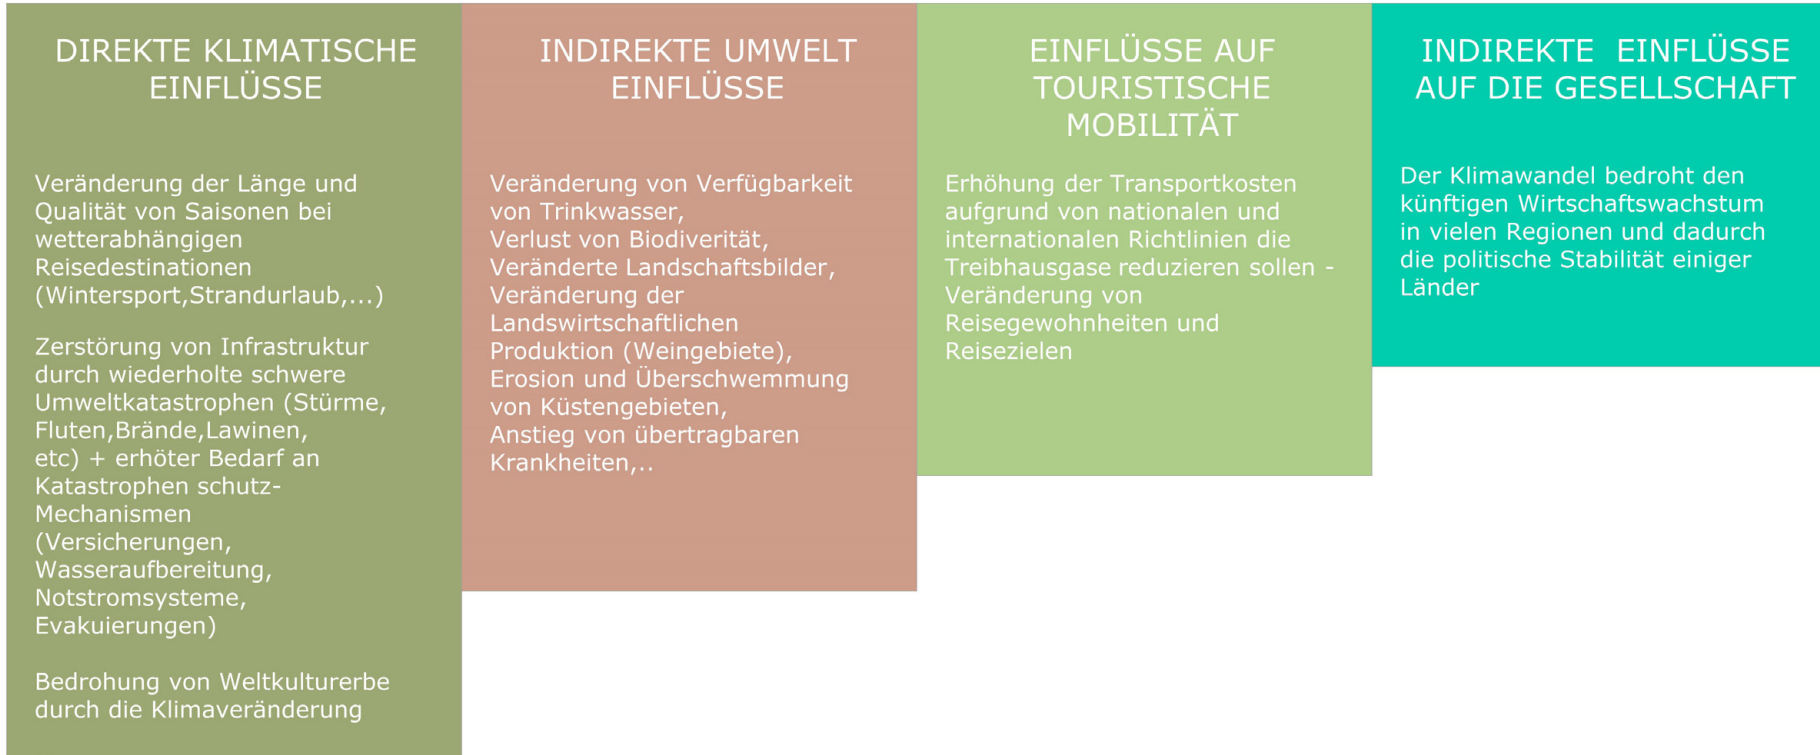 DIREKTE KLIMATISCHE
EINFLÜSSE
Veränderung der Länge und
Qualität von Saisonen bei
wetterabhängigen
Reisedestinationen
(Wintersport,Strandurlaub,...)
Zerstörung von Infrastruktur
durch wiederholte schwere
Umweltkatastrophen (Stürme,
Fluten,Brände,Lawinen,
etc) + erhöter Bedarf an
Katastrophen schutz-
Mechanismen
(Versicherungen,
Wasseraufbereitung,
Notstromsysteme,
Evakuierungen)
Bedrohung von Weltkulturerbe
durch die Klimaveränderung
INDIREKTE UMWELT
EINFLÜSSE
Veränderung von Verfügbarkeit
von Trinkwasser,
Verlust von Biodiverität,
Veränderte Landschaftsbilder,
Veränderung der
Landswirtschaftlichen
Produktion (Weingebiete),
Erosion und Überschwemmung
von Küstengebieten,
Anstieg von übertragbaren
Krankheiten,..
EINFLÜSSE AUF
TOURISTISCHE
MOBILITÄT
Erhöhung der Transportkosten
aufgrund von nationalen und
internationalen Richtlinien die
Treibhausgase reduzieren sollen -
Veränderung von
Reisegewohnheiten und
Reisezielen
INDIREKTE EINFLÜSSE
AUF DIE GESELLSCHAFT
Der Klimawandel bedroht den
künftigen Wirtschaftswachstum
in vielen Regionen und dadurch
die politische Stabilität einiger
Länder